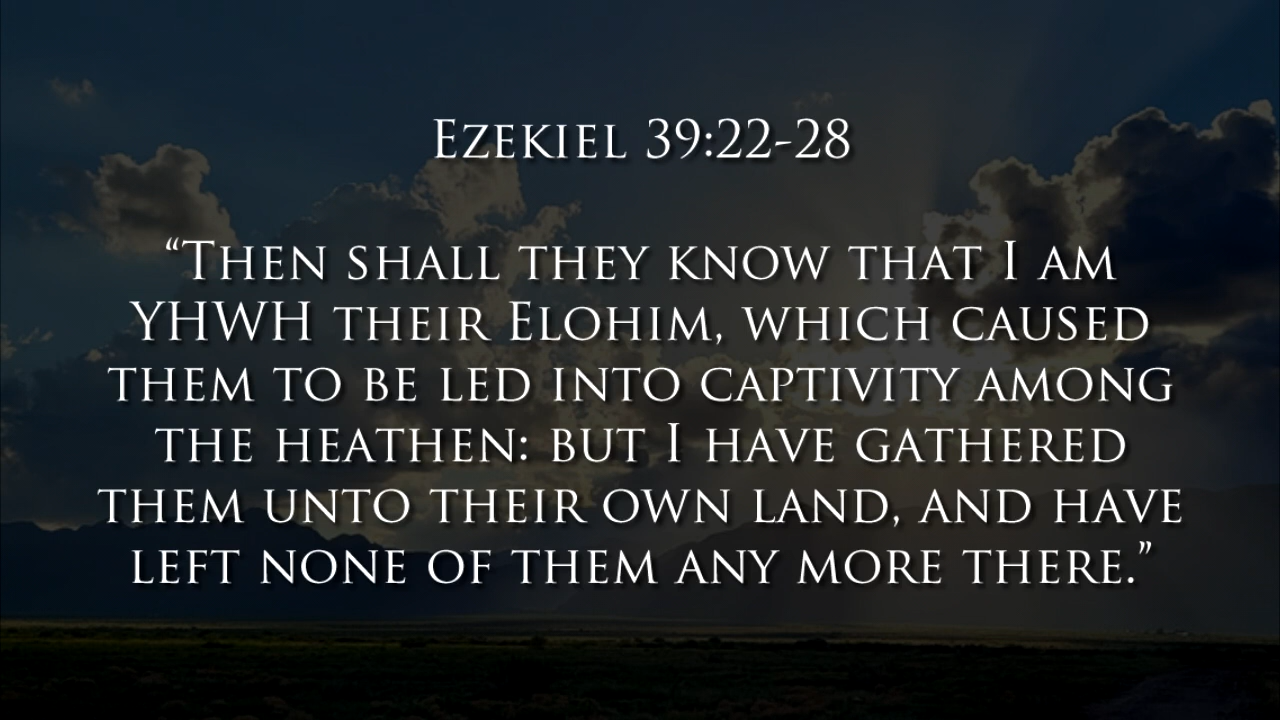 Ezekiel 39:22-28
“Then shall they know that I am
YHWH their Elohim, which caused
them to be led into captivity among
the heathen: but I have gathered
them unto their own land, and have
left none of them any more there.”